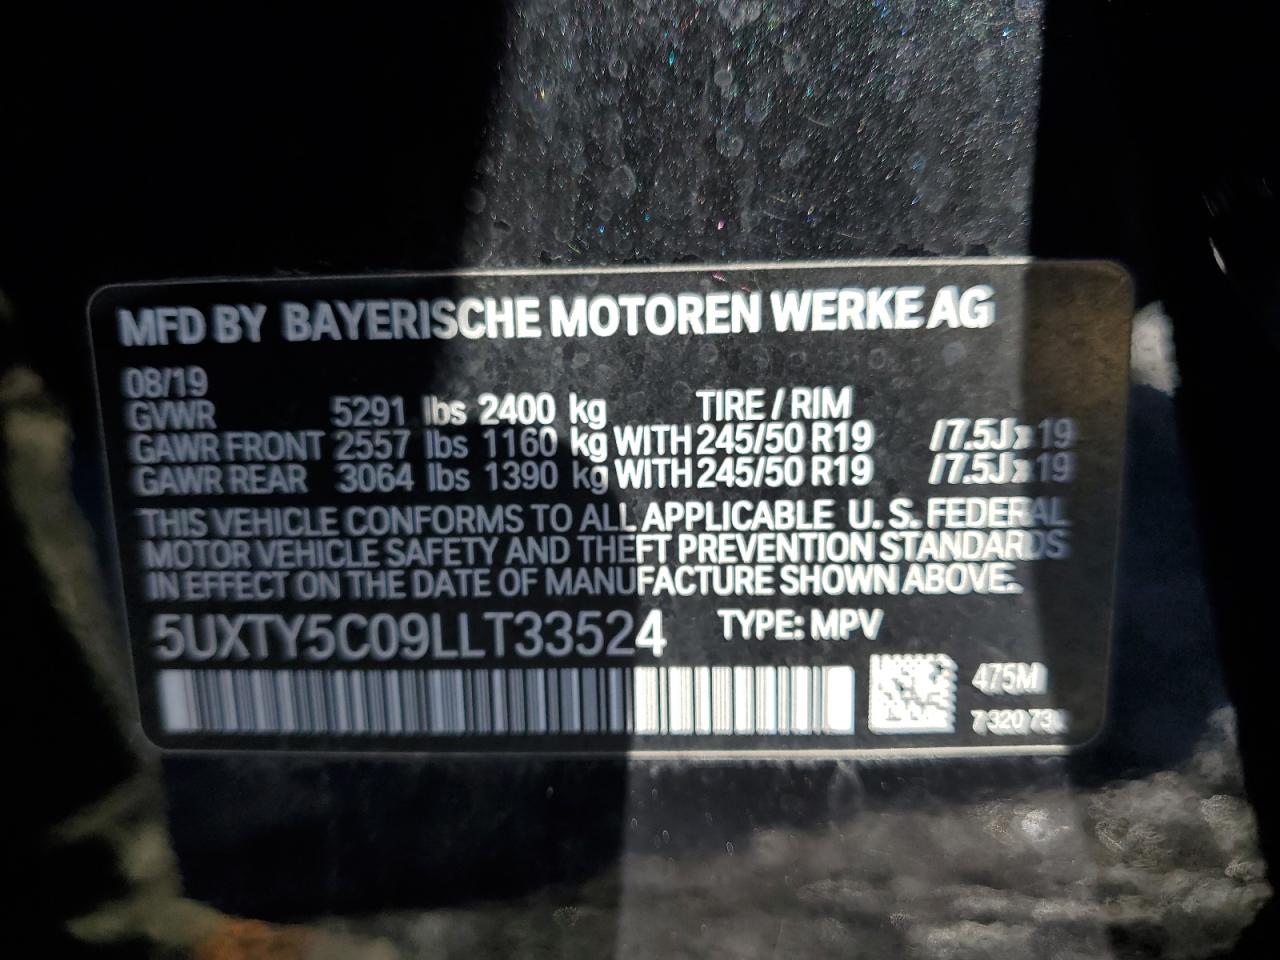 MFD BY BAYERISCHE MOTOREN WERKE AG
08/19
GVWR 5291 lbs 2400 kg TIRE / RIM
GAWR FRONT 2557 lbs 1160 kg WITH 245/50 R19 /7.5Jx19
GAWR REAR 3064 lbs 1390 kg WITH 245/50 R19 /7.5Jx19
THIS VEHICLE CONFORMS TO ALL APPLICABLE U.S. FEDERAL
MOTOR VEHICLE SAFETY AND THEFT PREVENTION STANDARDS
IN EFFECT ON THE DATE OF MANUFACTURE SHOWN ABOVE.
5UXTY5C09LLT33524 TYPE: MPV
475M